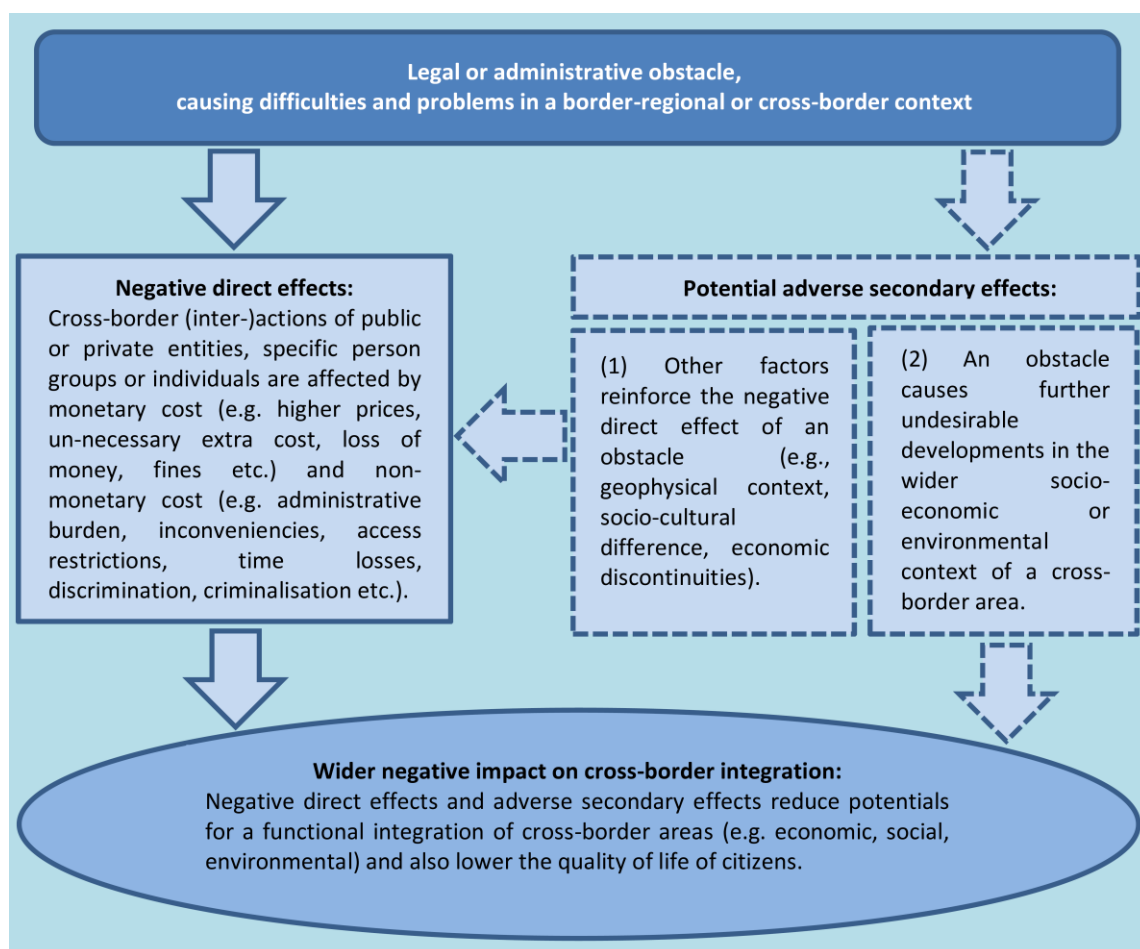 Legal or administrative obstacle,
causing difficulties and problems in a border-regional or cross-border context
Negative direct effects:
Cross-border (inter-)actions of public
or private entities, specific person
groups or individuals are affected by
monetary cost (e.g. higher prices,
un-necessary extra cost, loss of
money, fines etc.) and non-
monetary cost (e.g. administrative
burden, inconveniencies, access
restrictions, time losses,
discrimination, criminalisation etc.).
Potential adverse secondary effects:
(1) Other factors
reinforce the negative
direct effect of an
obstacle (e.g.,
geophysical context,
socio-cultural
difference, economic
discontinuities).
(2) An obstacle
causes further
undesirable
developments in the
wider socio-
economic or
environmental
context of a cross-
border area.
Wider negative impact on cross-border integration:
Negative direct effects and adverse secondary effects reduce potentials
for a functional integration of cross-border areas (e.g. economic, social,
environmental) and also lower the quality of life of citizens.